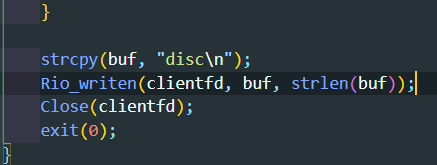 }
strcpy(buf, "disc\n");
Rio_writen(clientfd, buf, strlen(buf));
Close(clientfd);
exit(0);
}